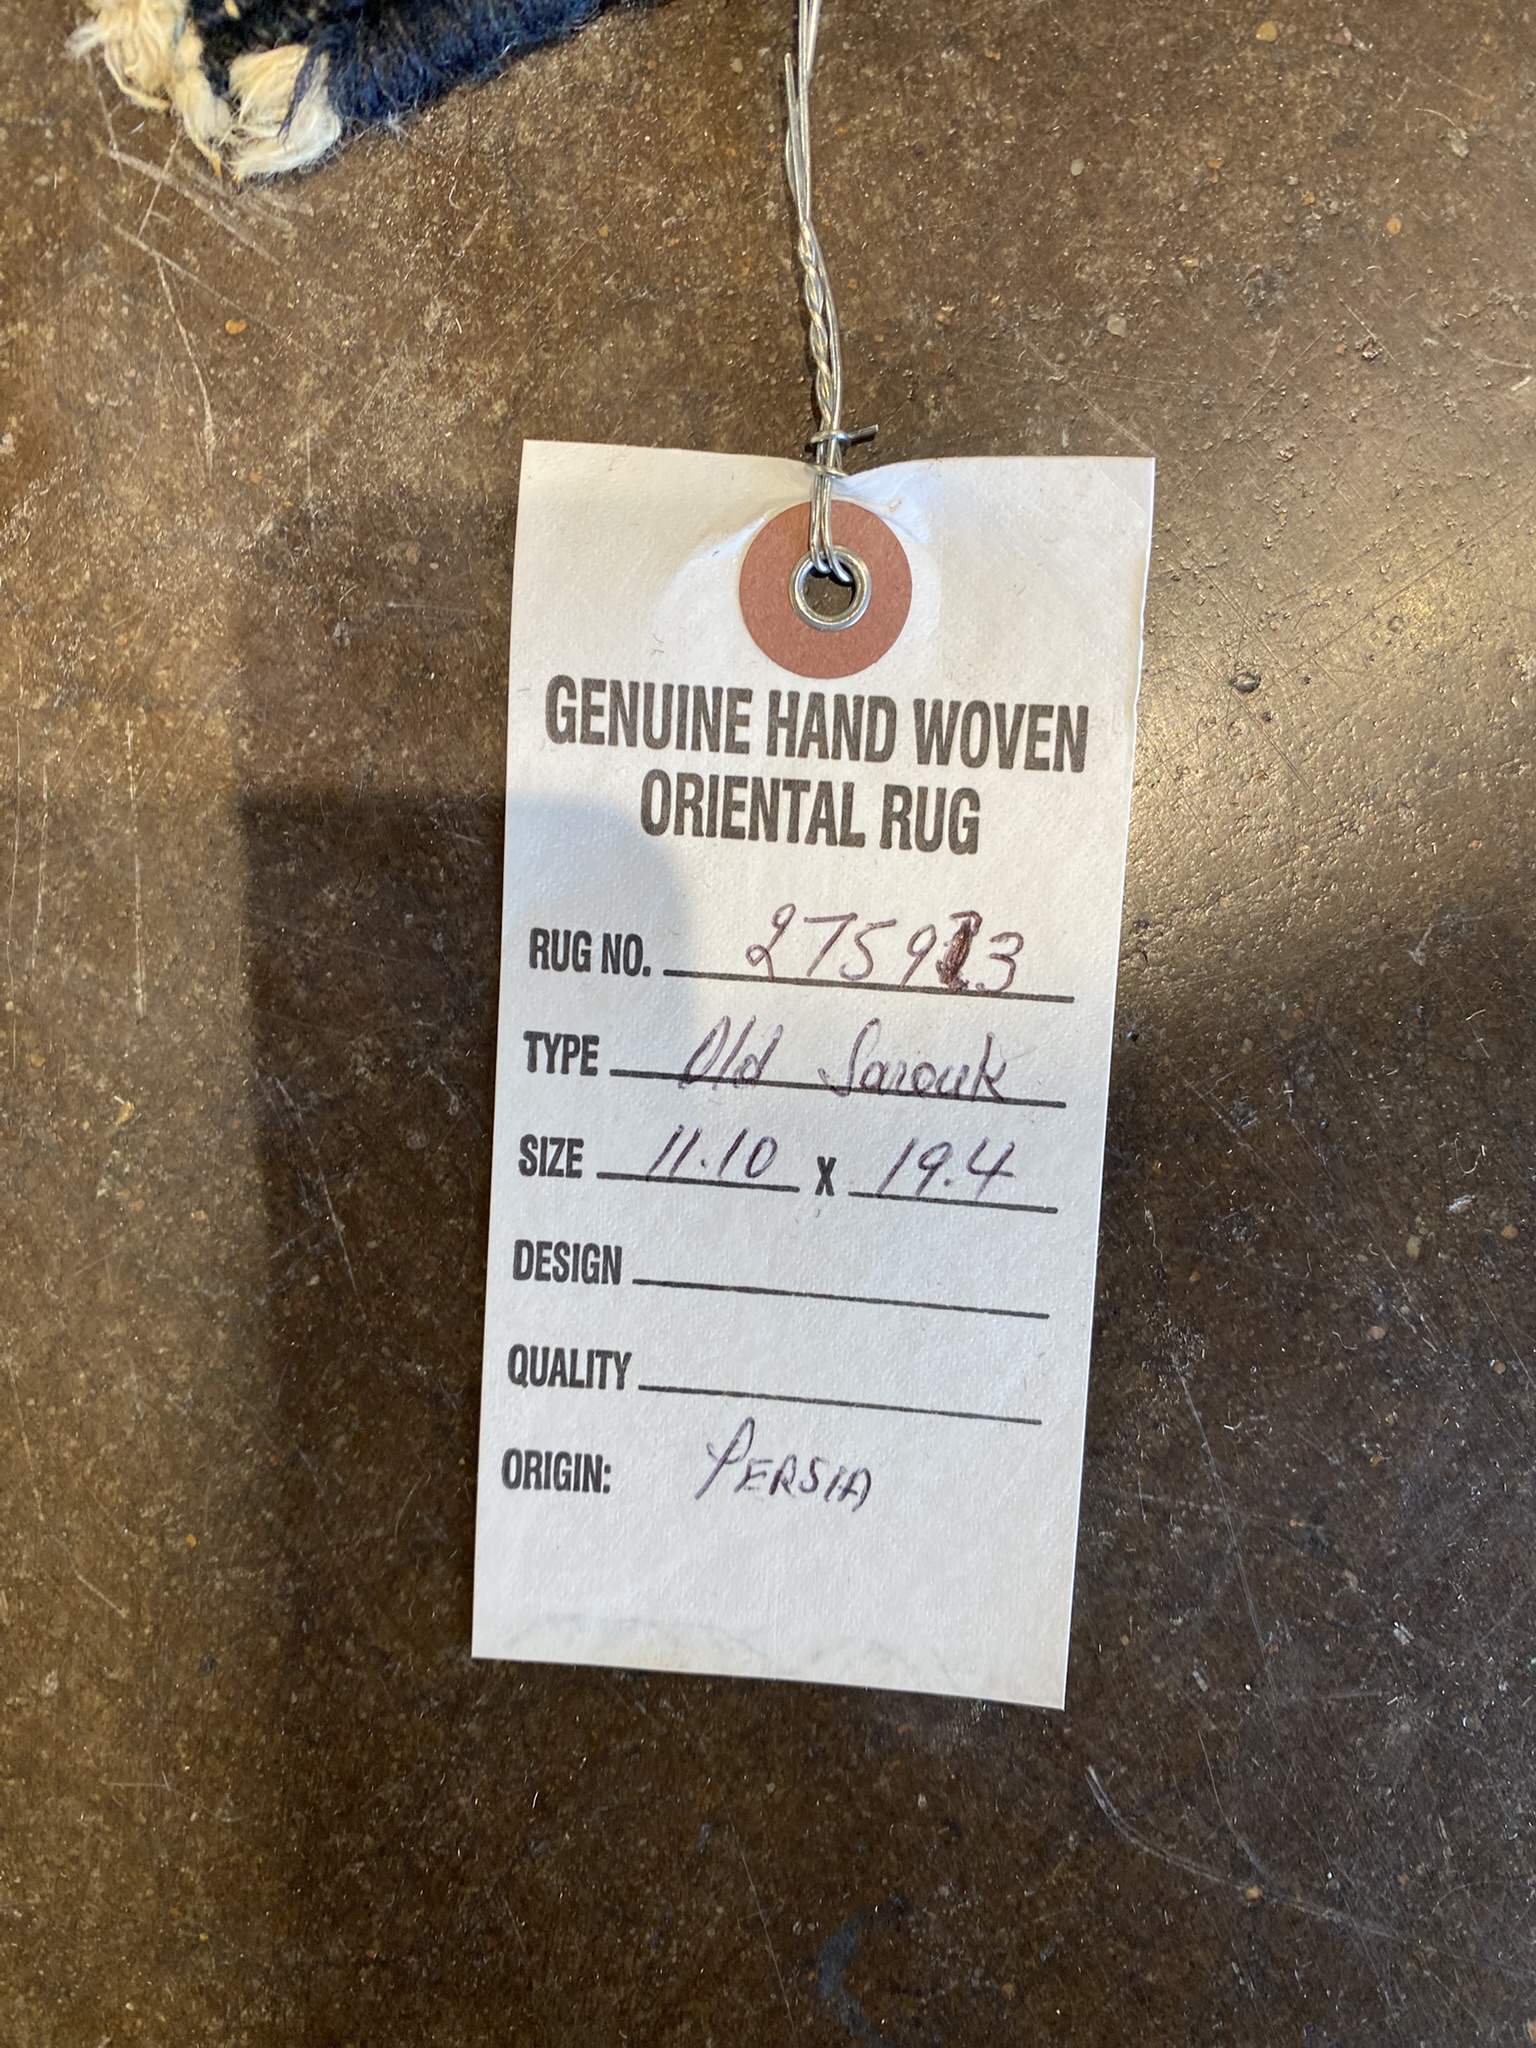 GENUINE HAND WOVEN
ORIENTAL RUG
RUG NO. 275913
TYPE Old Sarouk
SIZE 11.10 X 19.4
DESIGN
QUALITY
ORIGIN: PERSIA